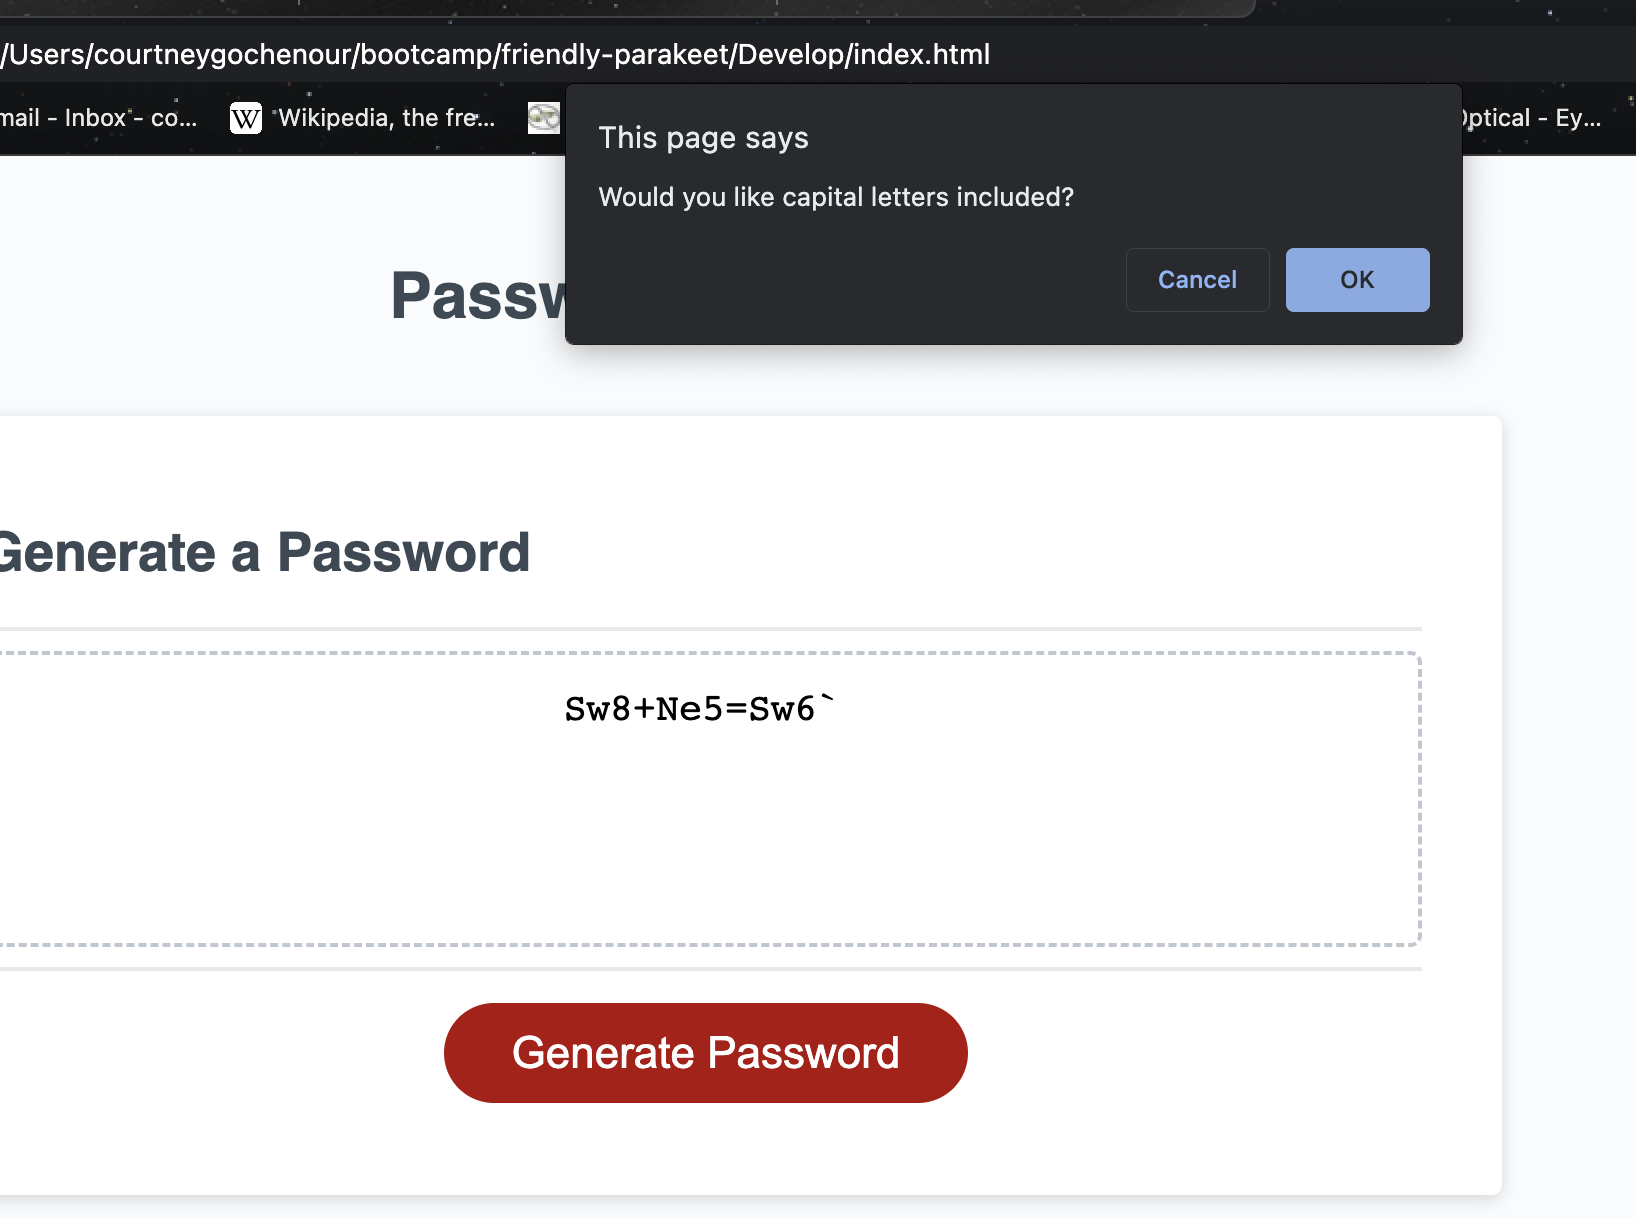 /Users/courtneygochenour/bootcamp/friendly-parakeet/Develop/index.html
mail - Inbox - co... Wikipedia, the fre... Optical - Ey...
This page says
Would you like capital letters included?
Cancel OK
Passw
Generate a Password
Sw8+Ne5=Sw6`
Generate Password